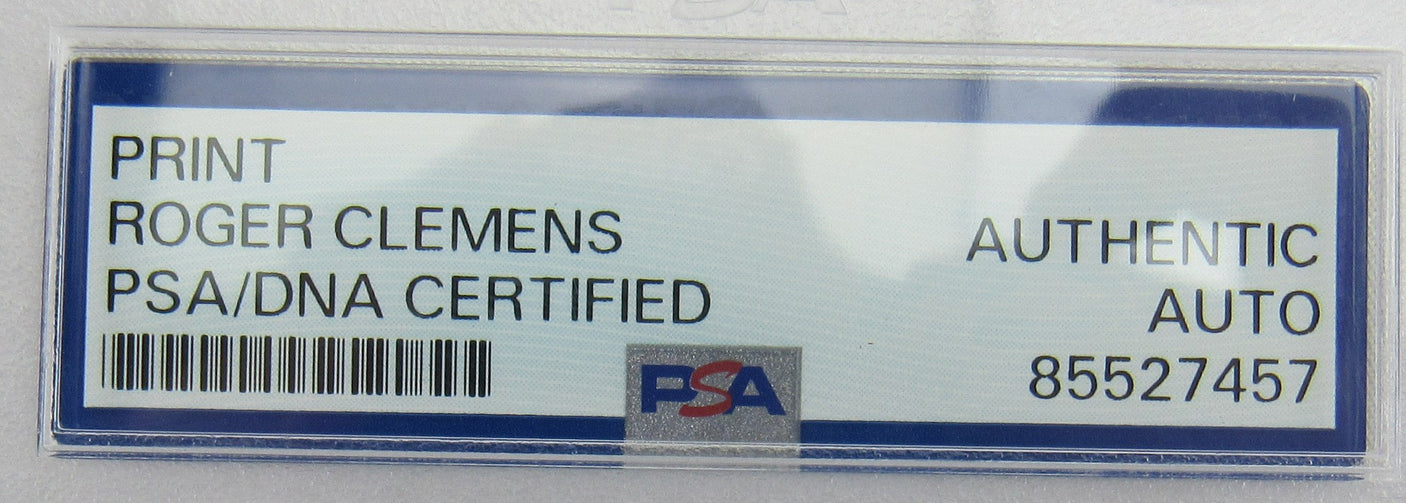 PRINT
ROGER CLEMENS
PSA/DNA CERTIFIED
AUTHENTIC
AUTO
85527457
PSA